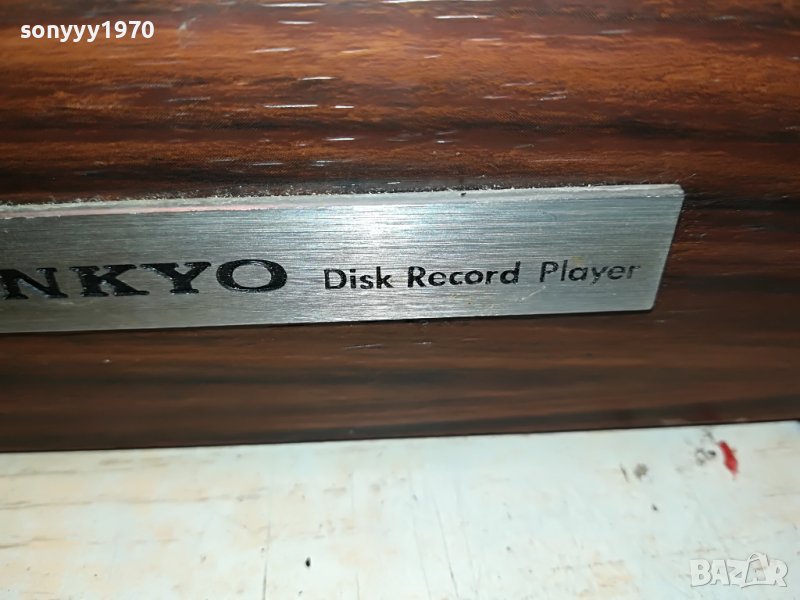 sonyyy1970
NKYO Disk Record Player
BAZAR